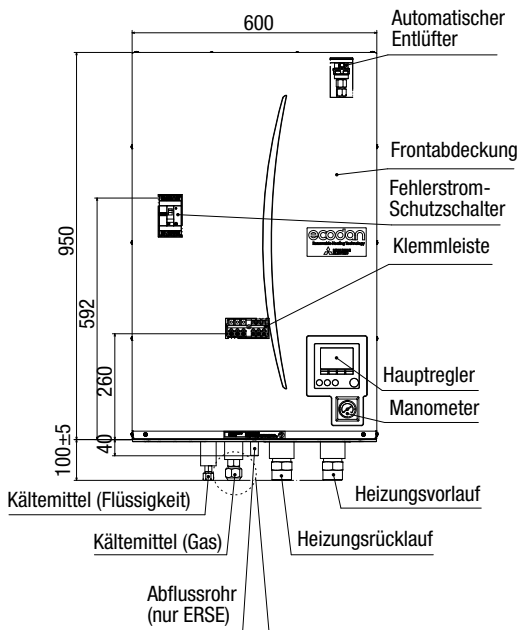 600
Automatischer
Entlüfter
Frontabdeckung
Fehlerstrom-
Schutzschalter
ecodan
Klemmleiste
950
592
260
Hauptregler
Manometer
100±5
40
Kältemittel (Flüssigkeit)
Heizungsvorlauf
Kältemittel (Gas)
Heizungsrücklauf
Abflussrohr
(nur ERSE)